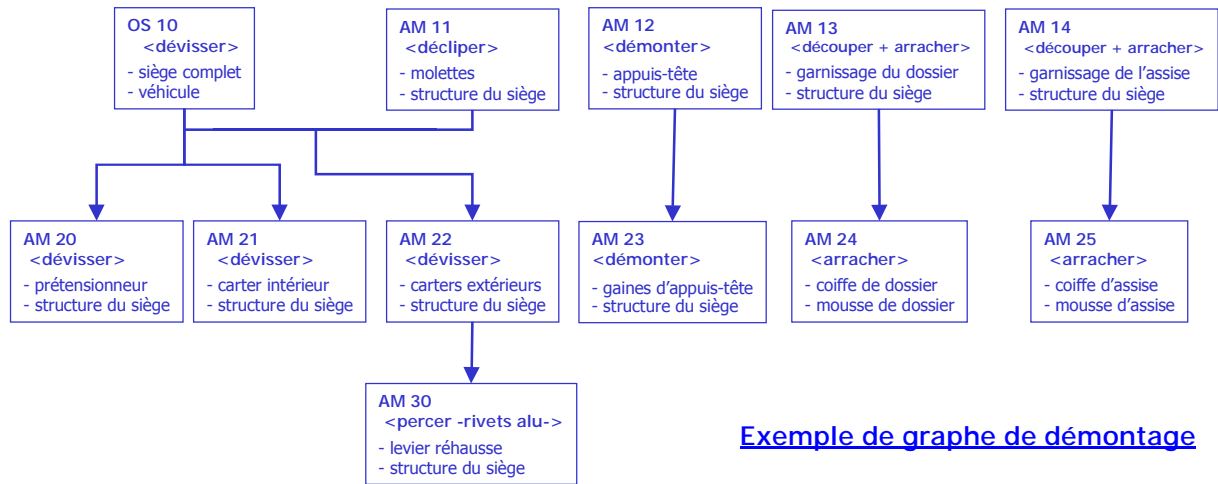 OS 10
<dévisser>
- siège complet
- véhicule
AM 11
<décliper>
- molettes
- structure du siège
AM 12
<démonter>
- appuis-tête
- structure du siège
AM 13
<découper + arracher>
- garnissage du dossier
- structure du siège
AM 14
<découper + arracher>
- garnissage de l'assise
- structure du siège
AM 20
<dévisser>
- prétensionneur
- structure du siège
AM 21
<dévisser>
- carter intérieur
- structure du siège
AM 22
<dévisser>
- carters extérieurs
- structure du siège
AM 23
<démonter>
- gaines d'appuis-tête
- structure du siège
AM 24
<arracher>
- coiffe de dossier
- mousse de dossier
AM 25
<arracher>
- coiffe d'assise
- mousse d'assise
AM 30
<percer -rivets alu->
- levier réhausse
- structure du siège
Exemple de graphe de démontage